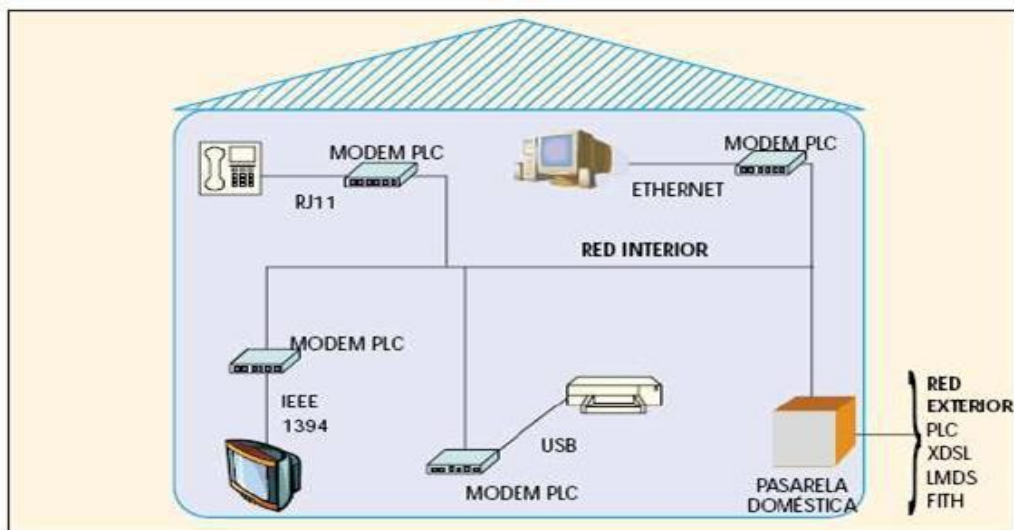 MODEM PLC
RJ11
ETHERNET
MODEM PLC
RED INTERIOR
MODEM PLC
IEEE
1394
USB
MODEM PLC
PASARELA
DOMÉSTICA
RED
EXTERIOR
PLC
XDSL
LMDS
FITH